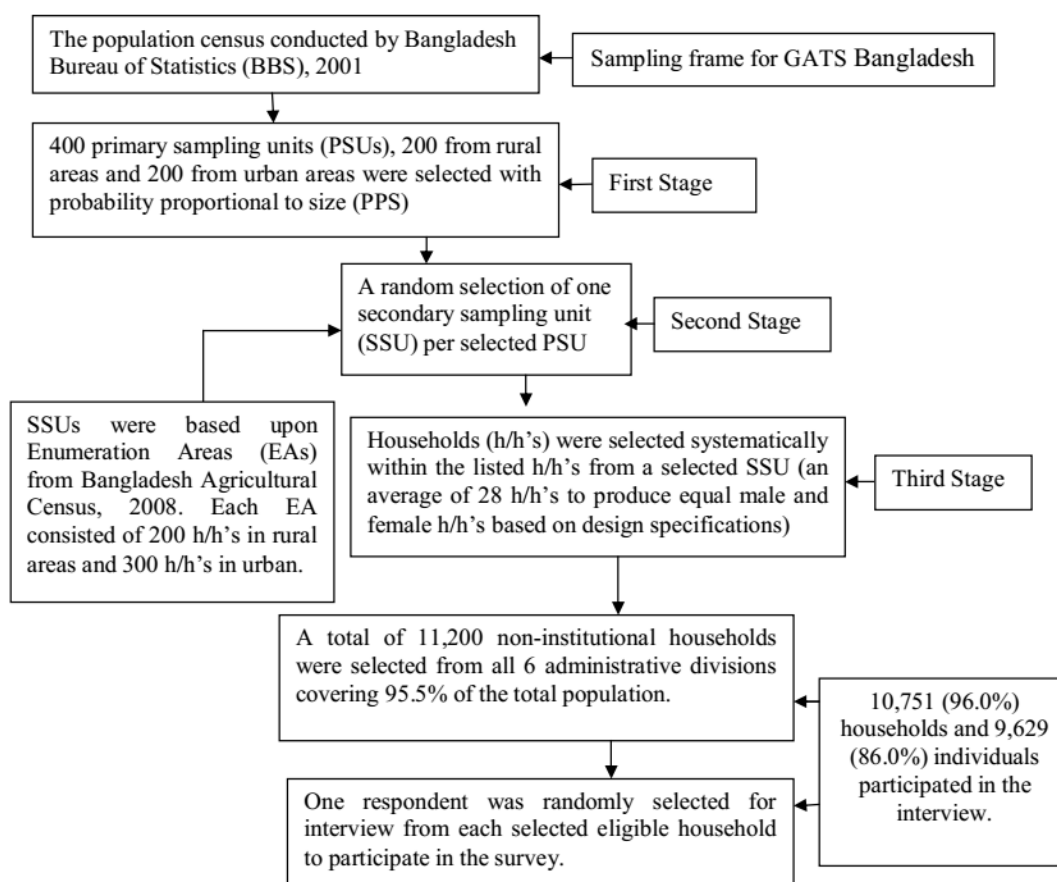 The population census conducted by Bangladesh
Bureau of Statistics (BBS), 2001
Sampling frame for GATS Bangladesh
400 primary sampling units (PSUs), 200 from rural
areas and 200 from urban areas were selected with
probability proportional to size (PPS)
First Stage
A random selection of one
secondary sampling unit
(SSU) per selected PSU
Second Stage
SSUs were based upon
Enumeration Areas (EAs)
from Bangladesh Agricultural
Census, 2008. Each EA
consisted of 200 h/h's in rural
areas and 300 h/h's in urban.
Households (h/h's) were selected systematically
within the listed h/h's from a selected SSU (an
average of 28 h/h's to produce equal male and
female h/h's based on design specifications)
Third Stage
A total of 11,200 non-institutional households
were selected from all 6 administrative divisions
covering 95.5% of the total population.
10,751 (96.0%)
households and 9,629
(86.0%) individuals
participated in the
interview.
One respondent was randomly selected for
interview from each selected eligible household
to participate in the survey.